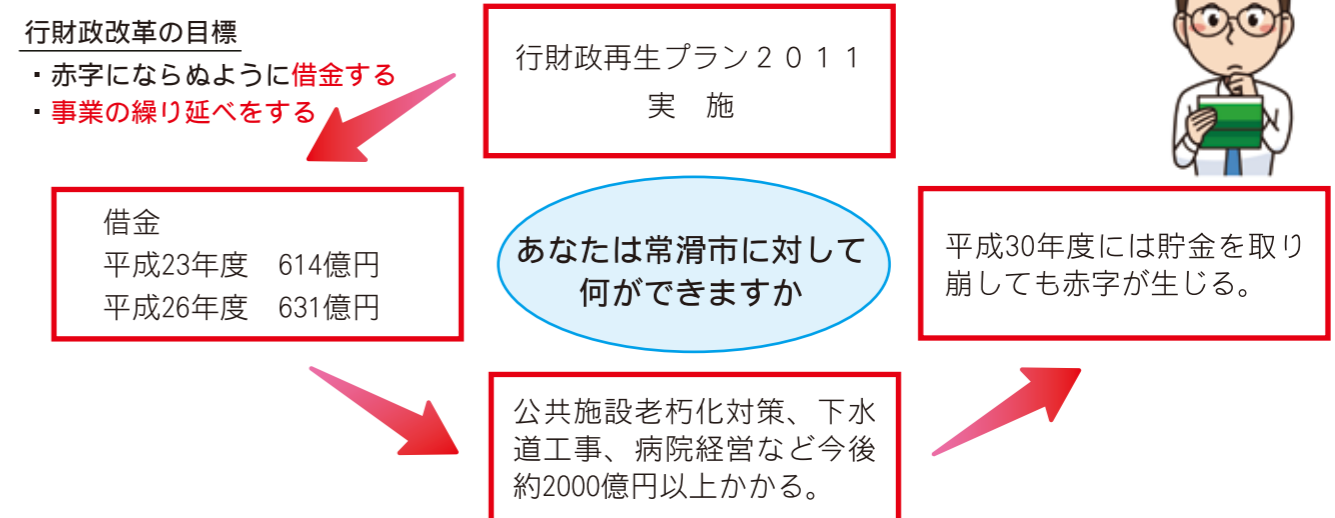 行財政改革の目標
・赤字にならぬように借金する
・事業の繰り延べをする
行財政再生プラン２０１１
実　施
借金
平成23年度　614億円
平成26年度　631億円
あなたは常滑市に対して
何ができますか
平成30年度には貯金を取り
崩しても赤字が生じる。
公共施設老朽化対策、下水
道工事、病院経営など今後
約2000億円以上かかる。